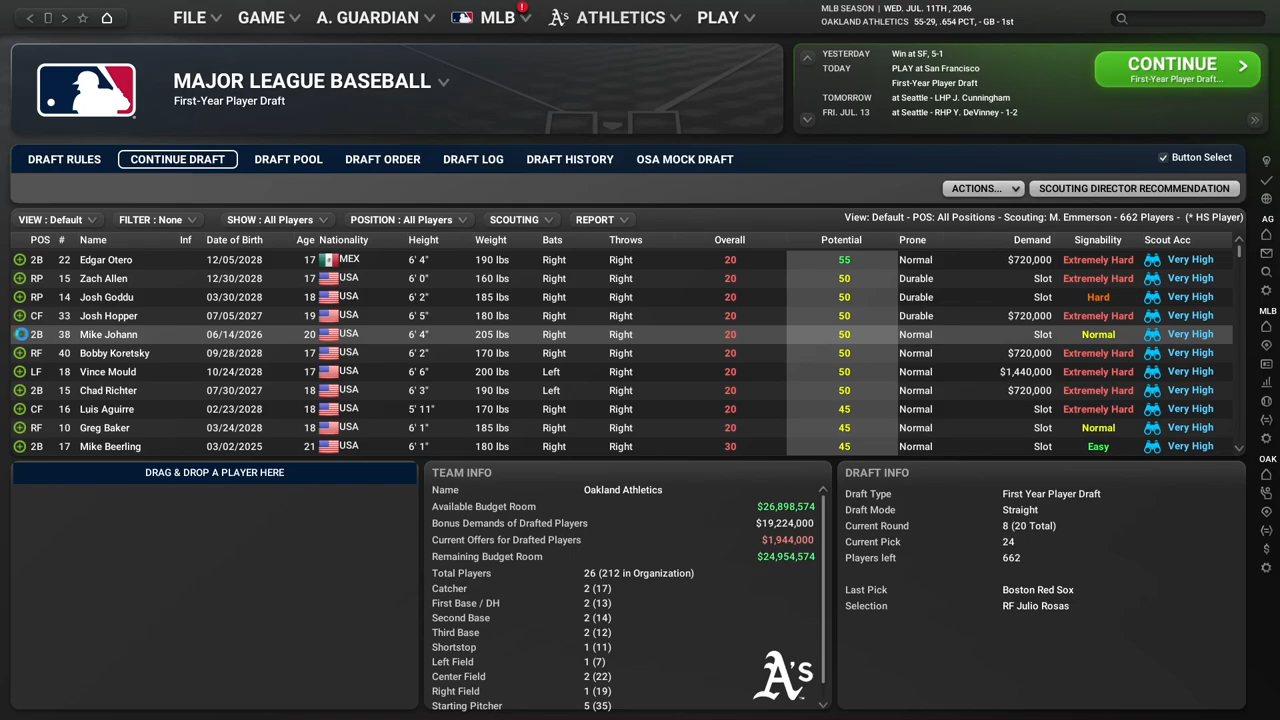 FILE GAME A. GUARDIAN MLB ! A's ATHLETICS PLAY
MLB SEASON | WED. JUL. 11TH , 2046
OAKLAND ATHLETICS 55-29, .654 PCT, - GB - 1st
MAJOR LEAGUE BASEBALL
First-Year Player Draft
YESTERDAY Win at SF, 5-1
TODAY PLAY at San Francisco
First-Year Player Draft
TOMORROW at Seattle - LHP J. Cunningham
FRI. JUL. 13 at Seattle - RHP Y. DeVinney - 1-2
CONTINUE
First-Year Player Draft...
DRAFT RULES CONTINUE DRAFT DRAFT POOL DRAFT ORDER DRAFT LOG DRAFT HISTORY OSA MOCK DRAFT Button Select
ACTIONS... SCOUTING DIRECTOR RECOMMENDATION
VIEW : Default FILTER : None SHOW : All Players POSITION : All Players SCOUTING REPORT View: Default - POS: All Positions - Scouting: M. Emmerson - 662 Players - (* HS Player)
POS # Name Inf Date of Birth Age Nationality Height Weight Bats Throws Overall Potential Prone Demand Signability Scout Acc
2B 22 Edgar Otero 12/05/2028 17 MEX 6' 4" 190 lbs Right Right 20 55 Normal $720,000 Extremely Hard Very High
RP 15 Zach Allen 12/30/2028 17 USA 6' 0" 180 lbs Right Right 20 50 Durable Slot Extremely Hard Very High
RP 14 Josh Goddu 03/30/2028 18 USA 6' 2" 185 lbs Right Right 20 50 Durable Slot Hard Very High
CF 33 Josh Hopper 07/05/2027 19 USA 6' 5" 180 lbs Right Right 20 50 Durable $720,000 Extremely Hard Very High
2B 38 Mike Johann 06/14/2026 20 USA 6' 4" 205 lbs Right Right 20 50 Normal Slot Normal Very High
RF 40 Bobby Koretsky 09/28/2028 17 USA 6' 2" 170 lbs Right Right 20 50 Normal $720,000 Extremely Hard Very High
LF 18 Vince Mould 10/24/2028 17 USA 6' 6" 200 lbs Left Right 20 50 Normal $1,440,000 Extremely Hard Very High
2B 15 Chad Richter 07/30/2027 18 USA 6' 3" 190 lbs Left Right 20 50 Normal $720,000 Extremely Hard Very High
CF 16 Luis Aguirre 02/23/2028 18 USA 5' 11" 170 lbs Right Right 20 45 Normal Slot Extremely Hard Very High
RF 10 Greg Baker 03/24/2028 18 USA 6' 1" 185 lbs Right Right 20 45 Normal Slot Normal Very High
2B 17 Mike Beerling 03/02/2025 21 USA 6' 1" 180 lbs Right Right 30 45 Normal Slot Easy Very High
AG
MLB
OAK
DRAG & DROP A PLAYER HERE
TEAM INFO
Name Oakland Athletics
Available Budget Room $26,898,574
Bonus Demands of Drafted Players $19,224,000
Current Offers for Drafted Players $1,944,000
Remaining Budget Room $24,954,574
Total Players 26 (212 in Organization)
Catcher 2 (17)
First Base / DH 2 (13)
Second Base 2 (14)
Third Base 2 (12)
Shortstop 1 (11)
Left Field 1 (7)
Center Field 2 (22)
Right Field 1 (19)
Starting Pitcher 5 (35)
A's
DRAFT INFO
Draft Type First Year Player Draft
Draft Mode Straight
Current Round 8 (20 Total)
Current Pick 24
Players left 662
Last Pick Boston Red Sox
Selection RF Julio Rosas